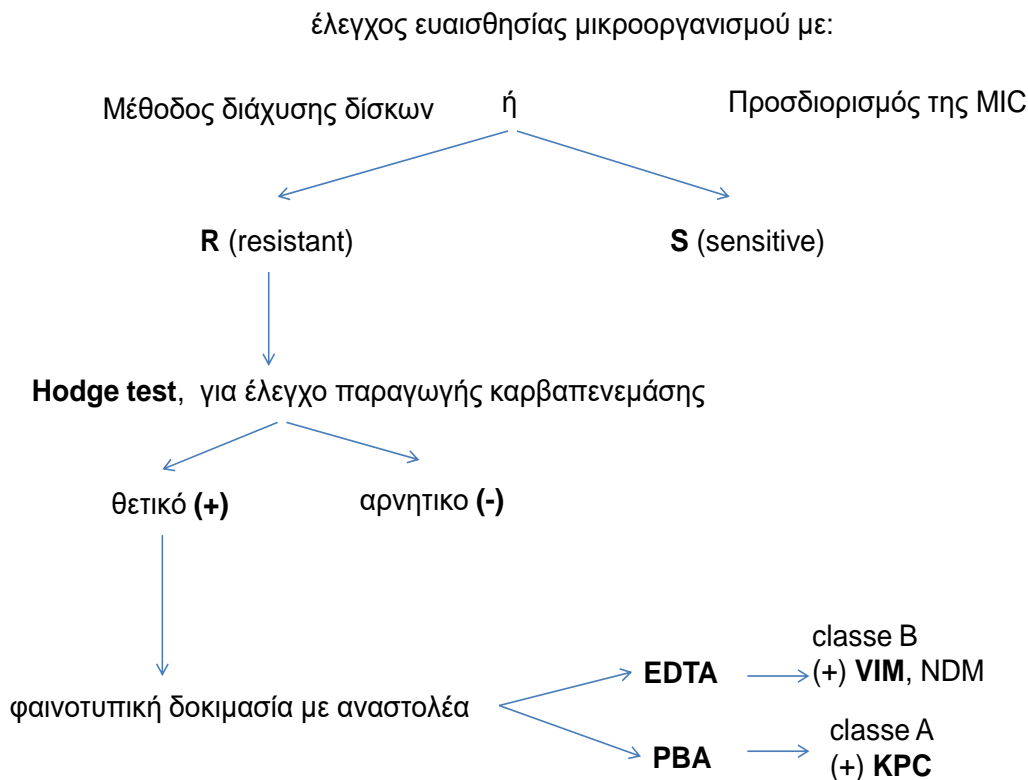 έλεγχος ευαισθησίας μικροοργανισμού με:
Μέθοδος διάχυσης δίσκων ή Προσδιορισμός της MIC
R (resistant) S (sensitive)
Hodge test, για έλεγχο παραγωγής καρβαπενεμάσης
θετικό (+) αρνητικο (-)
φαινοτυπική δοκιμασία με αναστολέα
EDTA
classe B
(+) VIM, NDM
PBA
classe A
(+) KPC